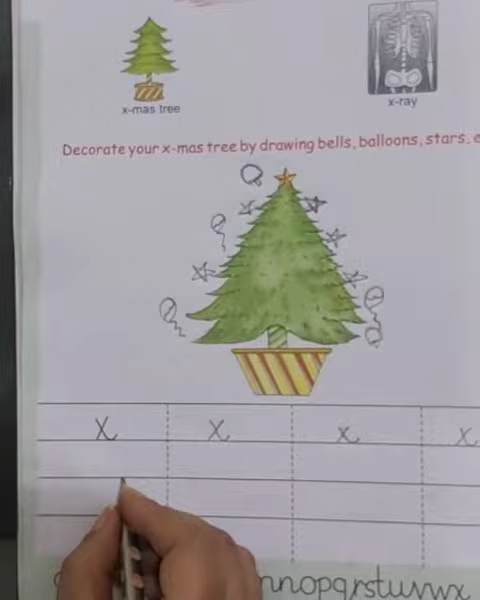 x-mas tree
x-ray
Decorate your x-mas tree by drawing bells, balloons, stars,
x x x x
nopqrstuvwx